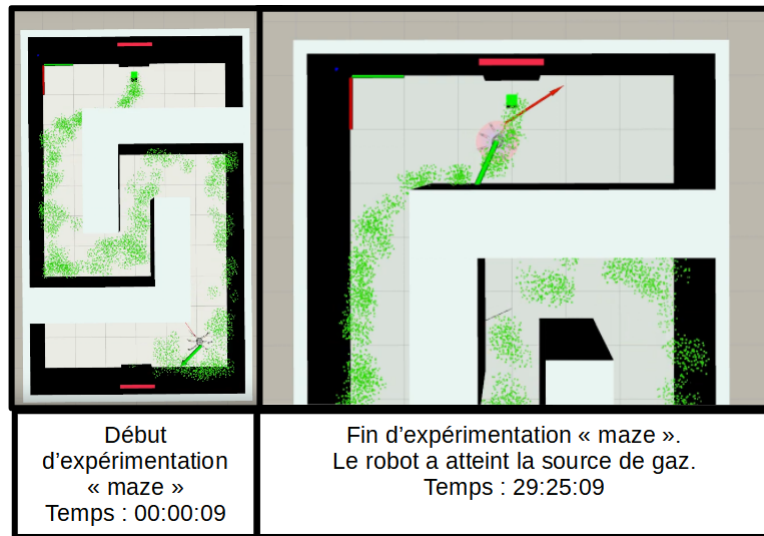 Début
d’expérimentation
« maze »
Temps : 00:00:09
Fin d’expérimentation « maze ».
Le robot a atteint la source de gaz.
Temps : 29:25:09